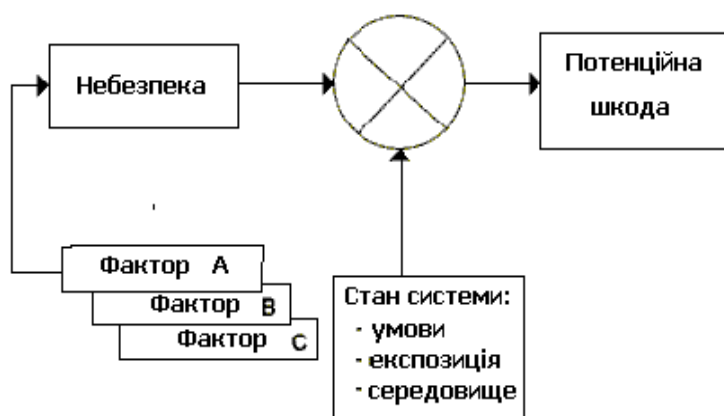 Небезпека
Потенційна
шкода
Фактор А
Фактор В
Фактор С
Стан системи:
- умови
- експозиція
- середовище